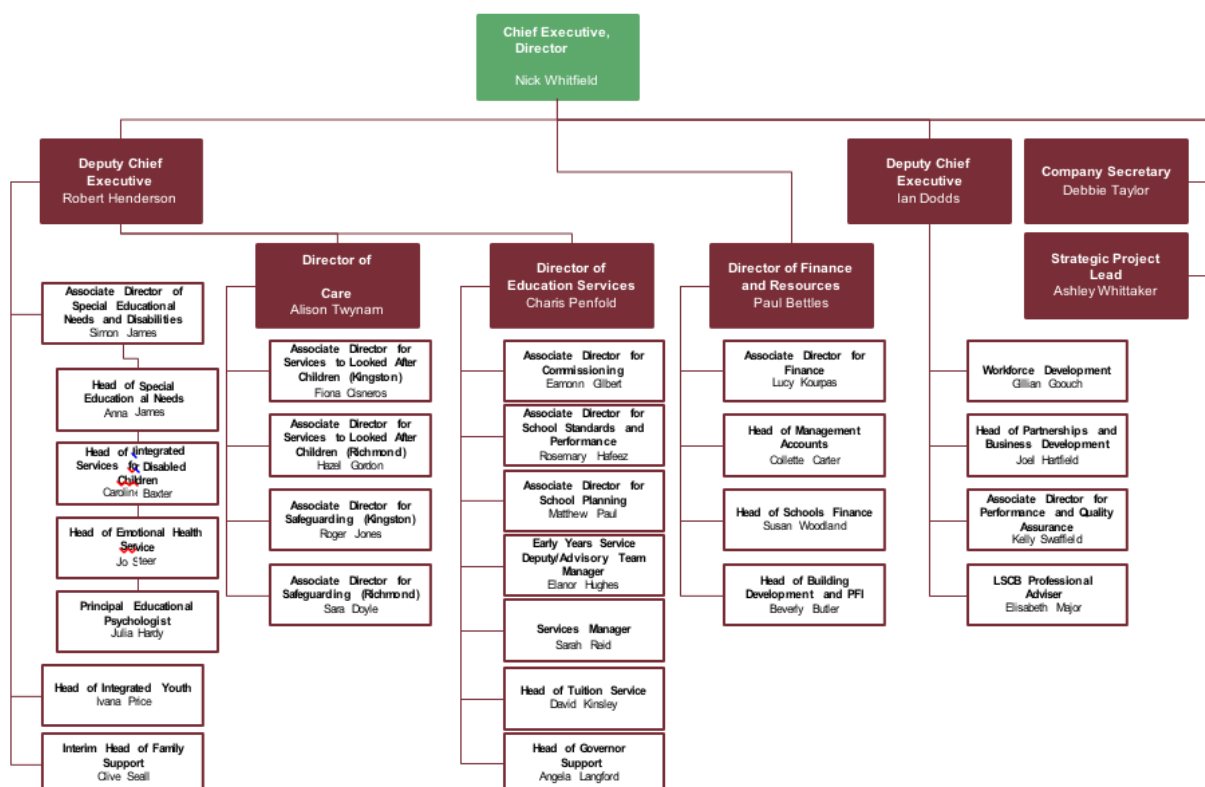 Chief Executive,
Director
Nick Whitfield
Deputy Chief
Executive
Robert Henderson
Deputy Chief
Executive
Ian Dodds
Company Secretary
Debbie Taylor
Strategic Project
Lead
Ashley Whittaker
Director of
Care
Alison Twynam
Director of
Education Services
Charis Penfold
Director of Finance
and Resources
Paul Bettles
Associate Director of
Special Educational
Needs and Disabilities
Simon James
Head of Special
Education al Needs
Anna James
Head of Iintegrated
Services for Disabled
Children
Caroline Baxter
Head of Emotional Health
Service
Jo Steer
Principal Educational
Psychologist
Julia Hardy
Head of Integrated Youth
Ivana Price
Interim Head of Family
Support
Clive Seall
Associate Director for
Services to Looked After
Children (Kingston)
Fiona Cisneros
Associate Director for
Services to Looked After
Children (Richmond)
Hazel Gordon
Associate Director for
Safeguarding (Kingston)
Roger Jones
Associate Director for
Safeguarding (Richmond)
Sara Doyle
Associate Director for
Commissioning
Eamonn Gilbert
Associate Director for
School Standards and
Performance
Rosemary Hafeez
Associate Director for
School Planning
Matthew Paul
Early Years Service
Deputy/Advisory Team
Manager
Elanor Hughes
Services Manager
Sarah Reid
Head of Tuition Service
David Kinsley
Head of Governor
Support
Angela Langford
Associate Director for
Finance
Lucy Kourpas
Head of Management
Accounts
Collette Carter
Head of Schools Finance
Susan Woodland
Head of Building
Development and PFI
Beverly Butler
Workforce Development
Gillian Goouch
Head of Partnerships and
Business Development
Joel Hartfield
Associate Director for
Performance and Quality
Assurance
Kelly Swaffield
LSCB Professional
Adviser
Elisabeth Major